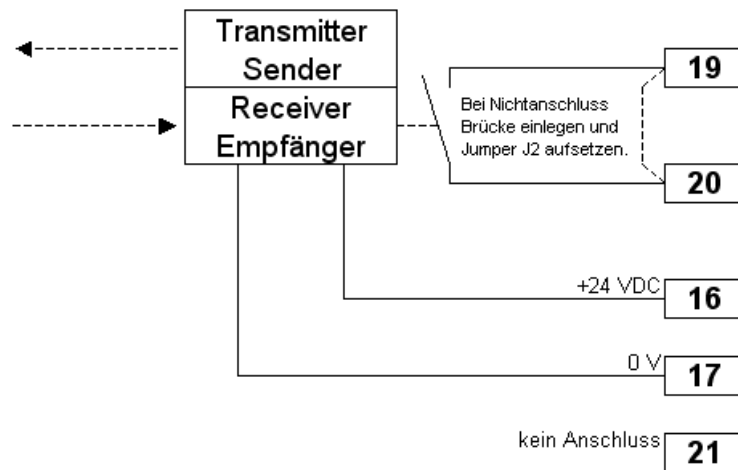 Transmitter
Sender
Receiver
Empfänger
Bei Nichtanschluss
Brücke einlegen und
Jumper J2 aufsetzen.
19
20
+24 VDC
16
0 V
17
kein Anschluss
21